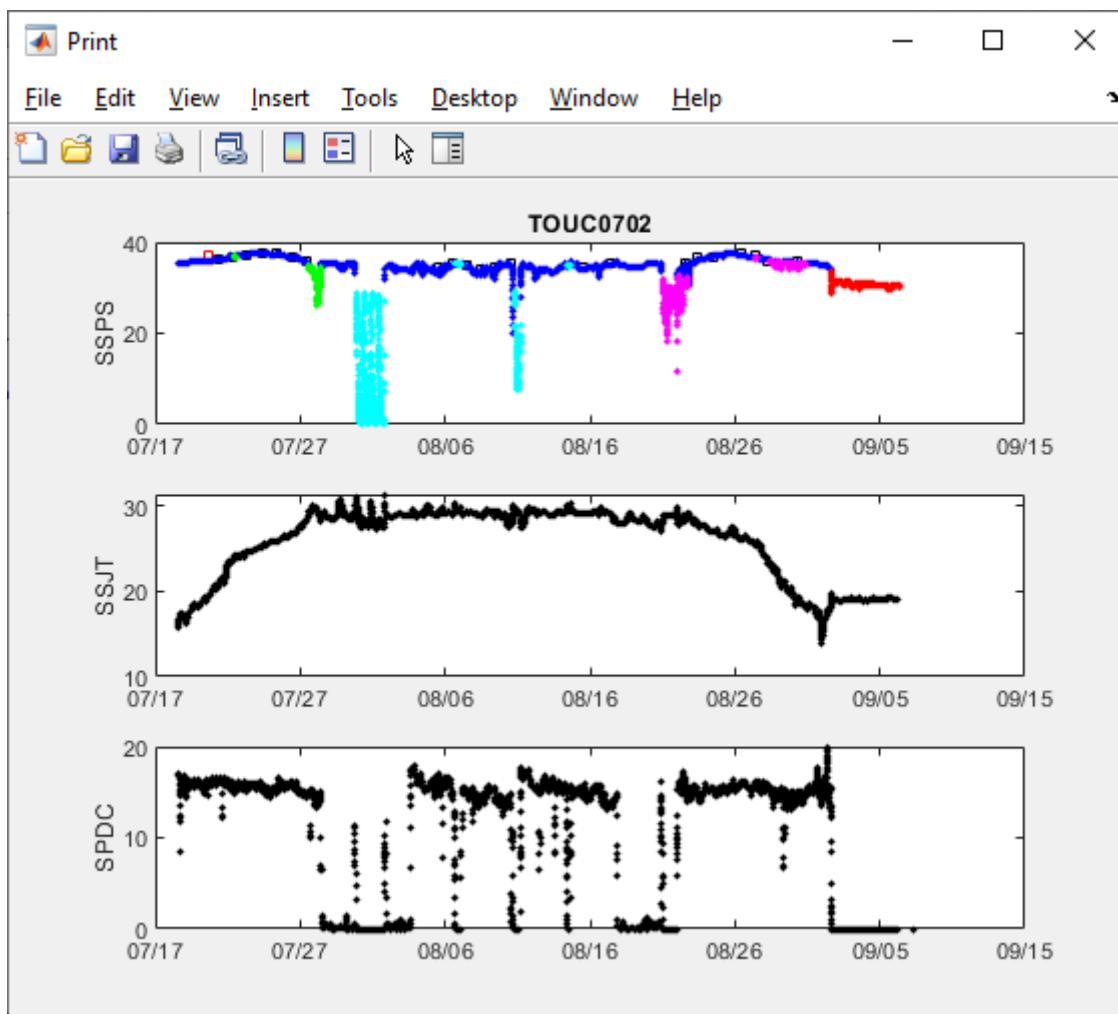 Print
File Edit View Insert Tools Desktop Window Help
TOUC0702
SSPS
40
20
0
07/17 07/27 08/06 08/16 08/26 09/05 09/15
SSJT
30
20
10
07/17 07/27 08/06 08/16 08/26 09/05 09/15
SPDC
20
10
0
07/17 07/27 08/06 08/16 08/26 09/05 09/15